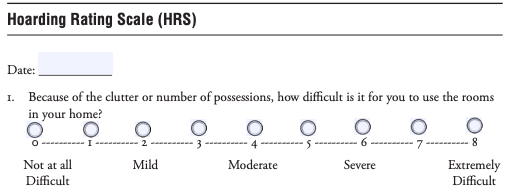 Hoarding Rating Scale (HRS)
Date:
1. Because of the clutter or number of possessions, how difficult is it for you to use the rooms
in your home?
0 ---------- 1 ---------- 2 ---------- 3 ---------- 4 ---------- 5 ---------- 6 ---------- 7 ---------- 8
Not at all Mild Moderate Severe Extremely
Difficult Difficult